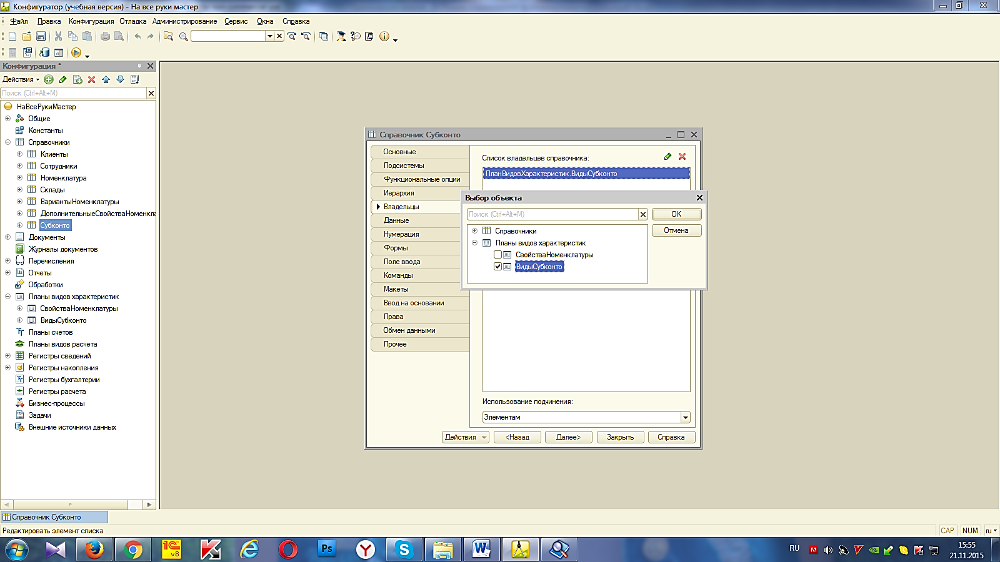 Конфигуратор (учебная версия) - На все руки мастер
Файл Правка Конфигурация Отладка Администрирование Сервис Окна Справка
Конфигурация *
Действия
Поиск (Ctrl+Alt+M)
НаВсеРукиМастер
Общие
Константы
Справочники
Клиенты
Сотрудники
Номенклатура
Склады
ВариантыНоменклатуры
ДополнительныеСвойстваНоменкла
Субконто
Документы
Журналы документов
Перечисления
Отчеты
Обработки
Планы видов характеристик
СвойстваНоменклатуры
ВидыСубконто
Планы счетов
Планы видов расчета
Регистры сведений
Регистры накопления
Регистры бухгалтерии
Регистры расчета
Бизнес-процессы
Задачи
Внешние источники данных
Справочник Субконто
Основные
Подсистемы
Функциональные опции
Иерархия
Владельцы
Данные
Нумерация
Формы
Поле ввода
Команды
Макеты
Ввод на основании
Права
Обмен данными
Прочее
Список владельцев справочника:
ПланВидовХарактеристик.ВидыСубконто
Выбор объекта
Поиск (Ctrl+Alt+M)
OK
Отмена
Справочники
Планы видов характеристик
СвойстваНоменклатуры
ВидыСубконто
Использование подчинения:
Элементам
Действия <Назад Далее> Закрыть Справка
Справочник Субконто
Редактировать элемент списка
CAP NUM ru
1С v8
Ps
RU
15:55
21.11.2015